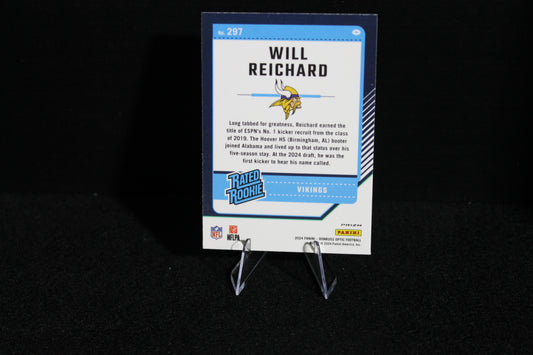 No. 297
WILL
REICHARD
Long tabbed for greatness, Reichard earned the
title of ESPN's No. 1 kicker recruit from the class
of 2019. The Hoover HS (Birmingham, AL) booter
joined Alabama and lived up to that status over his
five-season stay. At the 2024 draft, he was the
first kicker to hear his name called.
RATED
ROOKIE
VIKINGS
PRIZM
NFL
NFLPA
PANINI
2024 PANINI - DONRUSS OPTIC FOOTBALL
© 2024 Panini America, Inc.